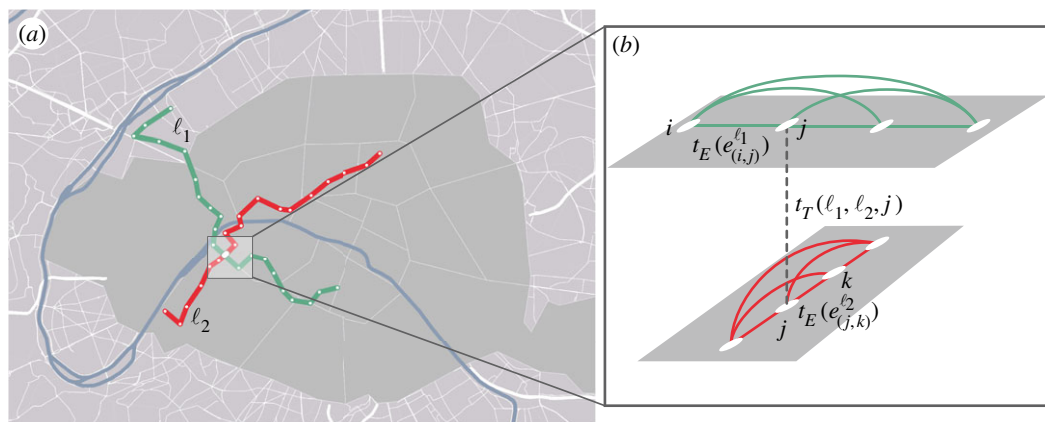 (a)
ℓ₁
ℓ₂
(b)
i
j
t_E(e^{ℓ₁}_{(i,j)})
t_T(ℓ₁, ℓ₂, j)
k
j
t_E(e^{ℓ₂}_{(j,k)})